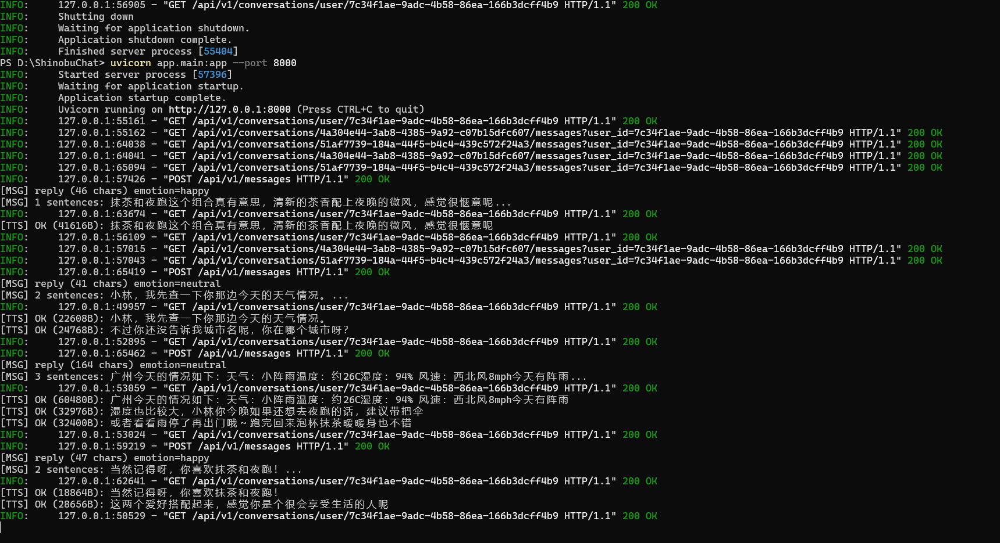 INFO:     127.0.0.1:56905 - "GET /api/v1/conversations/user/7c34f1ae-9adc-4b58-86ea-166b3dcff4b9 HTTP/1.1" 200 OK
INFO:     Shutting down
INFO:     Waiting for application shutdown.
INFO:     Application shutdown complete.
INFO:     Finished server process [55404]
PS D:\ShinobuChat> uvicorn app.main:app --port 8000
INFO:     Started server process [57396]
INFO:     Waiting for application startup.
INFO:     Application startup complete.
INFO:     Uvicorn running on http://127.0.0.1:8000 (Press CTRL+C to quit)
INFO:     127.0.0.1:55161 - "GET /api/v1/conversations/user/7c34f1ae-9adc-4b58-86ea-166b3dcff4b9 HTTP/1.1" 200 OK
INFO:     127.0.0.1:55162 - "GET /api/v1/conversations/4a304e44-3ab8-4385-9a92-c07b15dfc607/messages?user_id=7c34f1ae-9adc-4b58-86ea-166b3dcff4b9 HTTP/1.1" 200 OK
INFO:     127.0.0.1:64038 - "GET /api/v1/conversations/51af7739-184a-44f5-b4c4-439c572f24a3/messages?user_id=7c34f1ae-9adc-4b58-86ea-166b3dcff4b9 HTTP/1.1" 200 OK
INFO:     127.0.0.1:64041 - "GET /api/v1/conversations/4a304e44-3ab8-4385-9a92-c07b15dfc607/messages?user_id=7c34f1ae-9adc-4b58-86ea-166b3dcff4b9 HTTP/1.1" 200 OK
INFO:     127.0.0.1:65094 - "GET /api/v1/conversations/51af7739-184a-44f5-b4c4-439c572f24a3/messages?user_id=7c34f1ae-9adc-4b58-86ea-166b3dcff4b9 HTTP/1.1" 200 OK
INFO:     127.0.0.1:57426 - "POST /api/v1/messages HTTP/1.1" 200 OK
[MSG] reply (46 chars) emotion=happy
[MSG] 1 sentences: 抹茶和夜跑这个组合真有意思，清新的茶香配上夜晚的微风，感觉很惬意呢...
INFO:     127.0.0.1:63674 - "GET /api/v1/conversations/user/7c34f1ae-9adc-4b58-86ea-166b3dcff4b9 HTTP/1.1" 200 OK
[TTS] OK (41616B): 抹茶和夜跑这个组合真有意思，清新的茶香配上夜晚的微风，感觉很惬意呢
INFO:     127.0.0.1:56109 - "GET /api/v1/conversations/user/7c34f1ae-9adc-4b58-86ea-166b3dcff4b9 HTTP/1.1" 200 OK
INFO:     127.0.0.1:57015 - "GET /api/v1/conversations/4a304e44-3ab8-4385-9a92-c07b15dfc607/messages?user_id=7c34f1ae-9adc-4b58-86ea-166b3dcff4b9 HTTP/1.1" 200 OK
INFO:     127.0.0.1:57043 - "GET /api/v1/conversations/51af7739-184a-44f5-b4c4-439c572f24a3/messages?user_id=7c34f1ae-9adc-4b58-86ea-166b3dcff4b9 HTTP/1.1" 200 OK
INFO:     127.0.0.1:65419 - "POST /api/v1/messages HTTP/1.1" 200 OK
[MSG] reply (41 chars) emotion=neutral
[MSG] 2 sentences: 小林，我先查一下你那边今天的天气情况。...
INFO:     127.0.0.1:49957 - "GET /api/v1/conversations/user/7c34f1ae-9adc-4b58-86ea-166b3dcff4b9 HTTP/1.1" 200 OK
[TTS] OK (22608B): 小林，我先查一下你那边今天的天气情况。
[TTS] OK (24768B): 不过你还没告诉我城市名呢，你在哪个城市呀？
INFO:     127.0.0.1:52895 - "GET /api/v1/conversations/user/7c34f1ae-9adc-4b58-86ea-166b3dcff4b9 HTTP/1.1" 200 OK
INFO:     127.0.0.1:65462 - "POST /api/v1/messages HTTP/1.1" 200 OK
[MSG] reply (164 chars) emotion=neutral
[MSG] 3 sentences: 广州今天的情况如下：天气：小阵雨温度：约26C湿度：94% 风速：西北风8mph今天有阵雨...
INFO:     127.0.0.1:53059 - "GET /api/v1/conversations/user/7c34f1ae-9adc-4b58-86ea-166b3dcff4b9 HTTP/1.1" 200 OK
[TTS] OK (60480B): 广州今天的情况如下：天气：小阵雨温度：约26C湿度：94% 风速：西北风8mph今天有阵雨
[TTS] OK (32976B): 湿度也比较大，小林你今晚如果还想去夜跑的话，建议带把伞
[TTS] OK (32400B): 或者看看雨停了再出门哦～跑完回来泡杯抹茶暖暖身也不错
INFO:     127.0.0.1:53024 - "GET /api/v1/conversations/user/7c34f1ae-9adc-4b58-86ea-166b3dcff4b9 HTTP/1.1" 200 OK
INFO:     127.0.0.1:59219 - "POST /api/v1/messages HTTP/1.1" 200 OK
[MSG] reply (47 chars) emotion=happy
[MSG] 2 sentences: 当然记得呀，你喜欢抹茶和夜跑！...
INFO:     127.0.0.1:62641 - "GET /api/v1/conversations/user/7c34f1ae-9adc-4b58-86ea-166b3dcff4b9 HTTP/1.1" 200 OK
[TTS] OK (18864B): 当然记得呀，你喜欢抹茶和夜跑！
[TTS] OK (28656B): 这两个爱好搭配起来，感觉你是个很会享受生活的人呢
INFO:     127.0.0.1:50529 - "GET /api/v1/conversations/user/7c34f1ae-9adc-4b58-86ea-166b3dcff4b9 HTTP/1.1" 200 OK